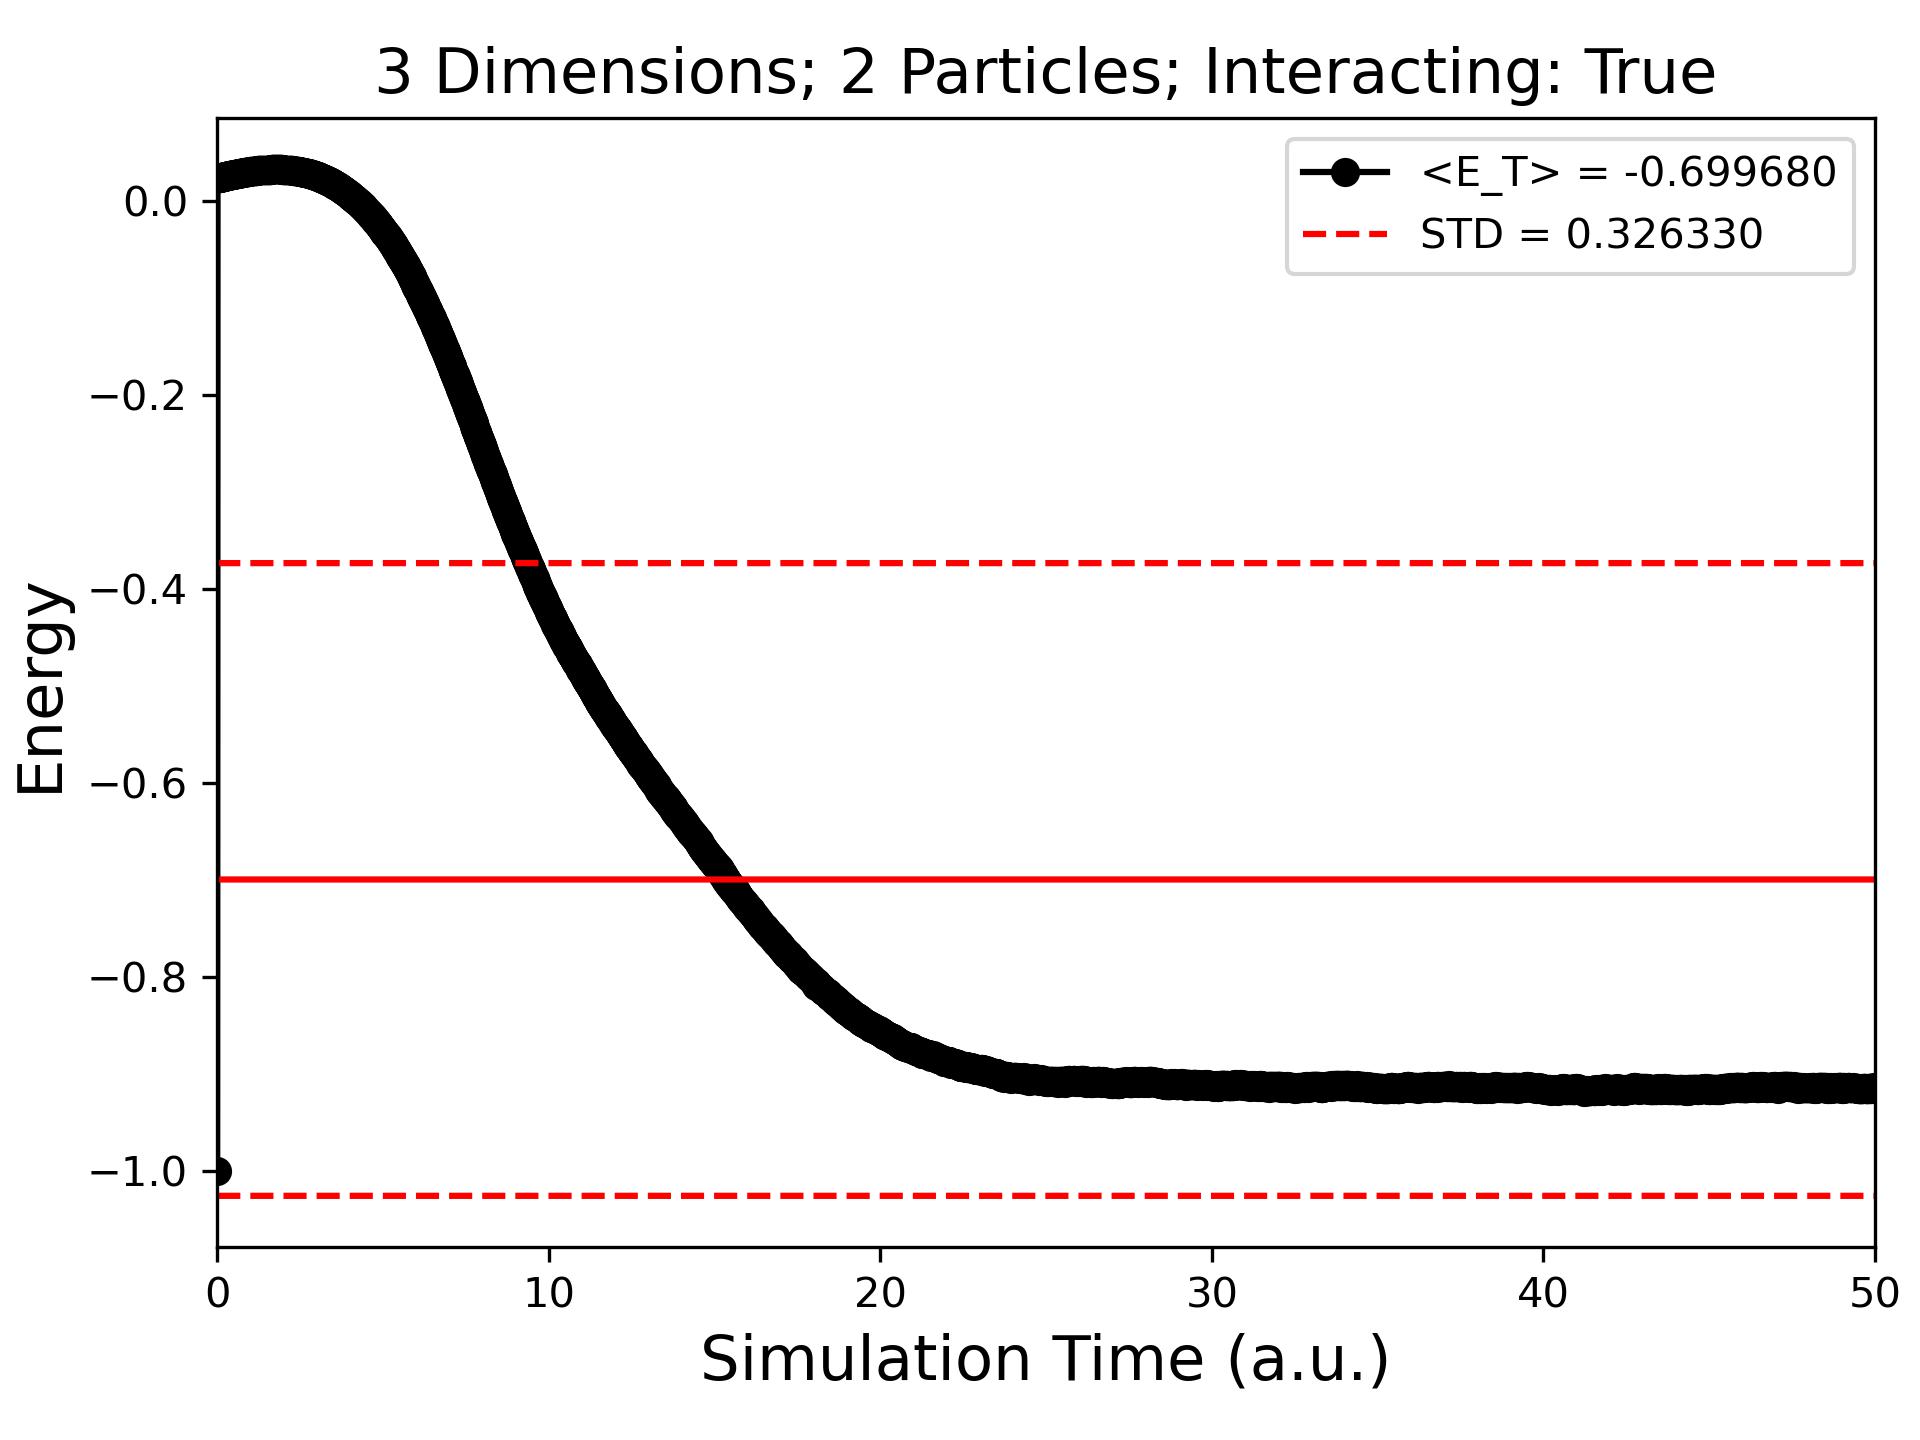 3 Dimensions; 2 Particles; Interacting: True
<E_T> = -0.699680
STD = 0.326330
Energy
0.0
−0.2
−0.4
−0.6
−0.8
−1.0
0 10 20 30 40 50
Simulation Time (a.u.)